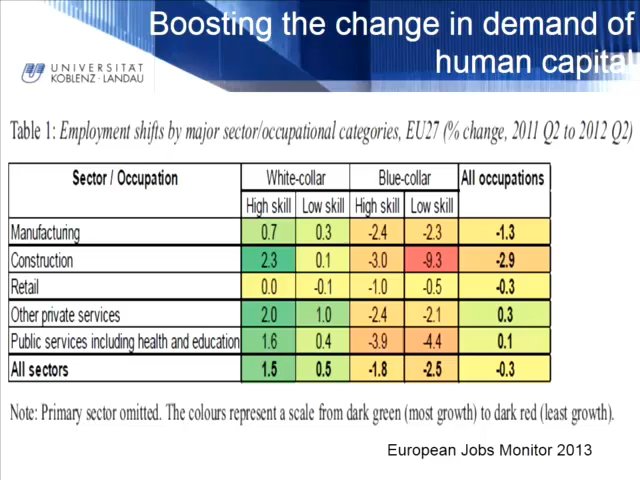 Boosting the change in demand of
human capital
UNIVERSITÄT
KOBLENZ · LANDAU
Table 1: Employment shifts by major sector/occupational categories, EU27 (% change, 2011 Q2 to 2012 Q2)
Sector / Occupation White-collar Blue-collar All occupations
High skill Low skill High skill Low skill
Manufacturing 0.7 0.3 -2.4 -2.3 -1.3
Construction 2.3 0.1 -3.0 -9.3 -2.9
Retail 0.0 -0.1 -1.0 -0.5 -0.3
Other private services 2.0 1.0 -2.4 -2.1 0.3
Public services including health and education 1.6 0.4 -3.9 -4.4 0.1
All sectors 1.5 0.5 -1.8 -2.5 -0.3
Note: Primary sector omitted. The colours represent a scale from dark green (most growth) to dark red (least growth).
European Jobs Monitor 2013